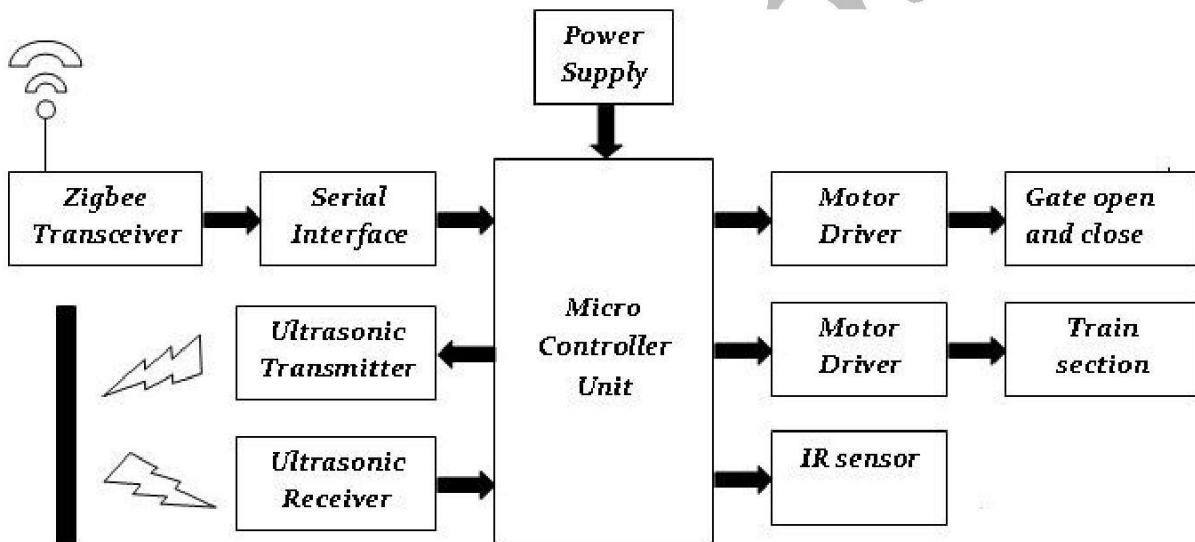 Power
Supply
Zigbee
Transceiver
Serial
Interface
Motor
Driver
Gate open
and close
Ultrasonic
Transmitter
Micro
Controller
Unit
Motor
Driver
Train
section
Ultrasonic
Receiver
IR sensor